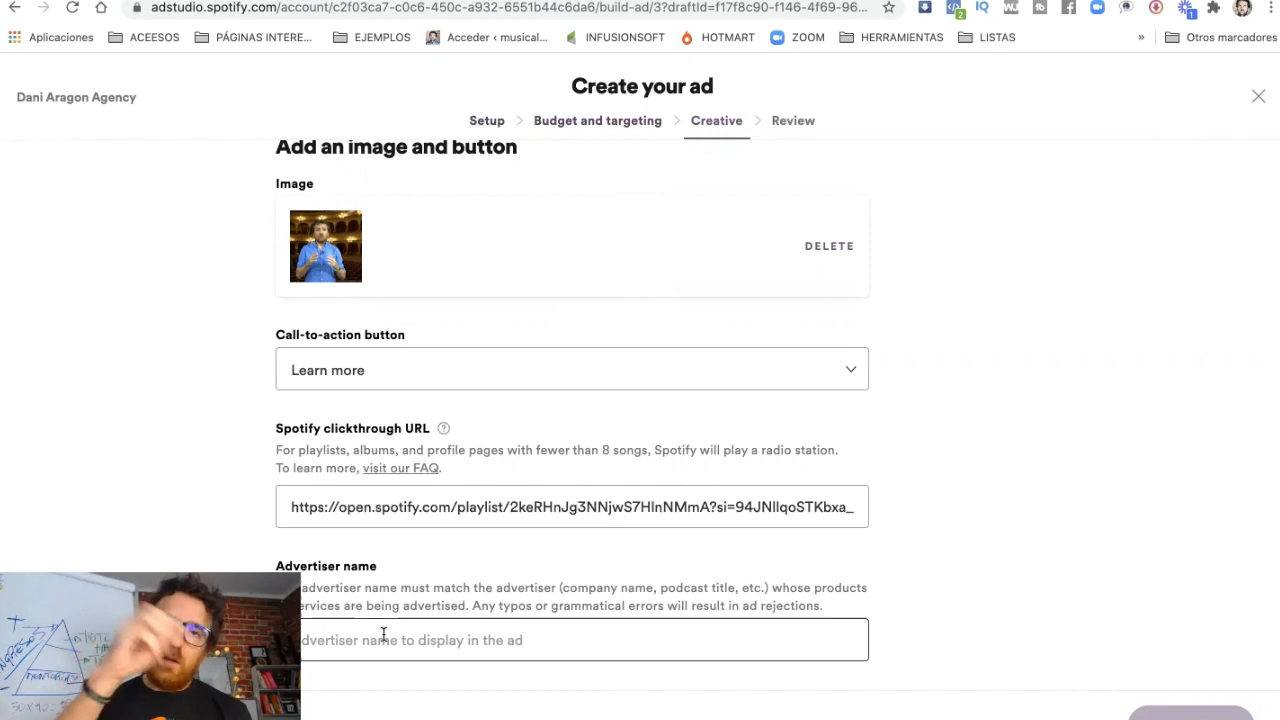 adstudio.spotify.com/account/c2f03ca7-c0c6-450c-a932-6551b44c6da6/build-ad/3?draftId=f17f8c90-f146-4f69-96...
Aplicaciones ACEESOS PÁGINAS INTERE... EJEMPLOS Acceder ‹ musical... INFUSIONSOFT HOTMART ZOOM HERRAMIENTAS LISTAS » Otros marcadores
Create your ad
Dani Aragon Agency
Setup > Budget and targeting > Creative > Review
Add an image and button
Image
DELETE
Call-to-action button
Learn more
Spotify clickthrough URL
For playlists, albums, and profile pages with fewer than 8 songs, Spotify will play a radio station.
To learn more, visit our FAQ.
https://open.spotify.com/playlist/2keRHnJg3NNjwS7HlnNMmA?si=94JNllqoSTKbxa_
Advertiser name
advertiser name must match the advertiser (company name, podcast title, etc.) whose products
ervices are being advertised. Any typos or grammatical errors will result in ad rejections.
dvertiser name to display in the ad